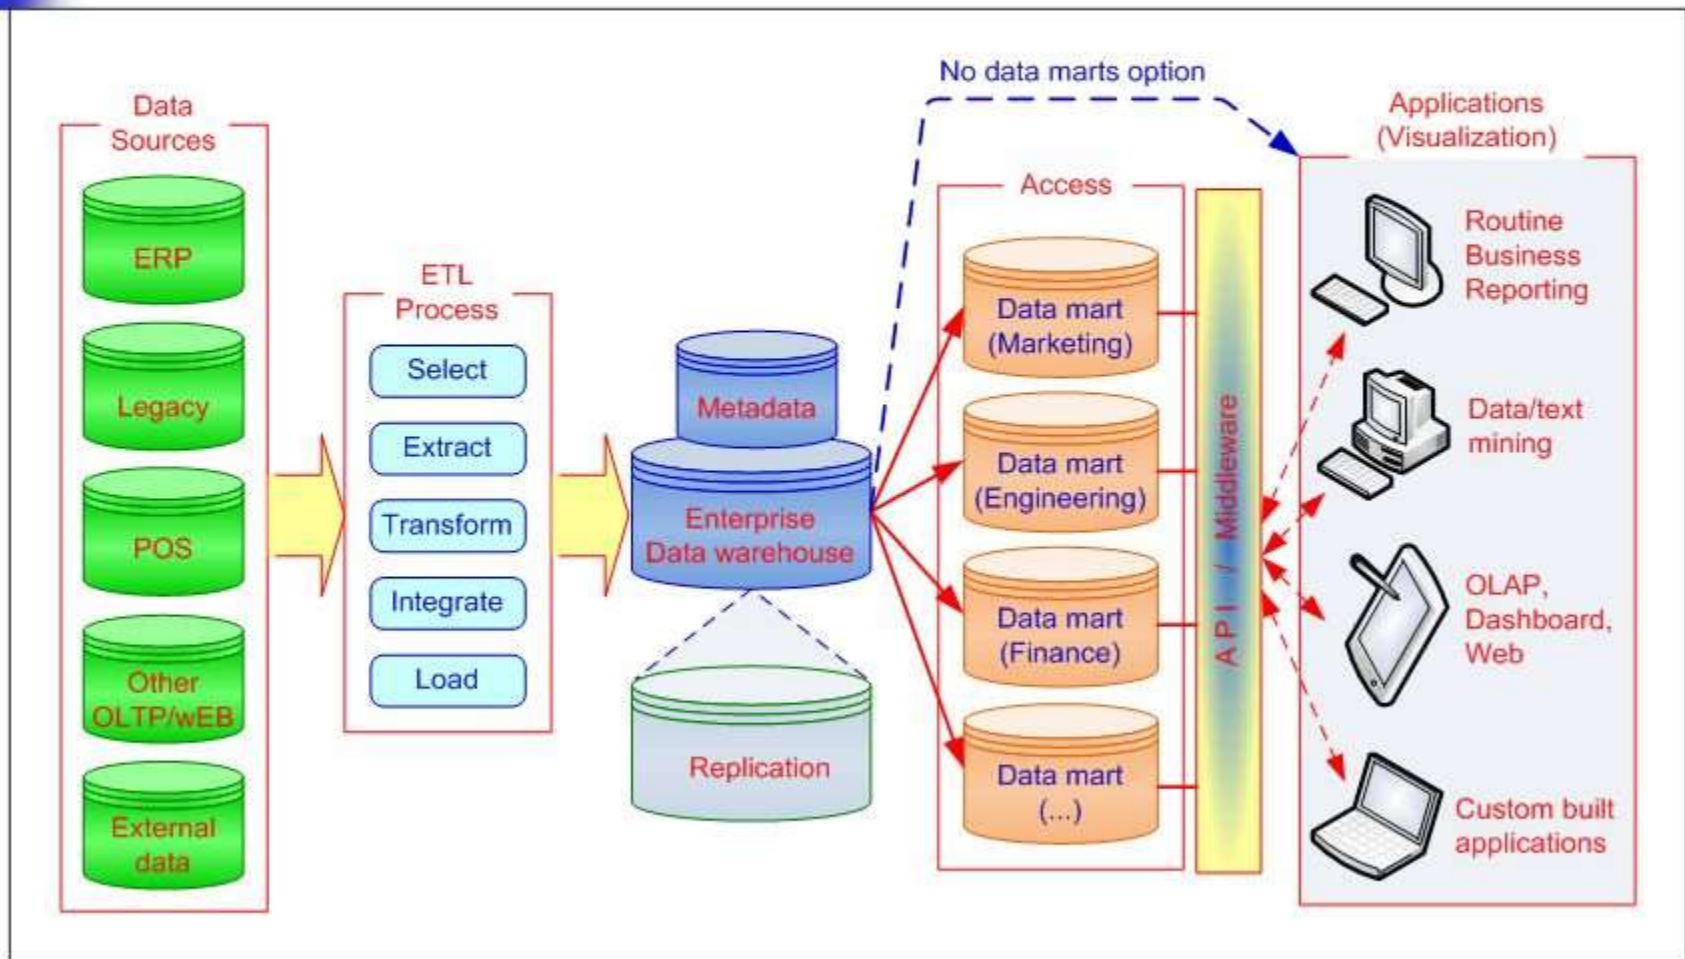 No data marts option
Data
Sources
ERP
Legacy
POS
Other
OLTP/wEB
External
data
ETL
Process
Select
Extract
Transform
Integrate
Load
Metadata
Enterprise
Data warehouse
Replication
Access
Data mart
(Marketing)
Data mart
(Engineering)
Data mart
(Finance)
Data mart
(...)
API / Middleware
Applications
(Visualization)
Routine
Business
Reporting
Data/text
mining
OLAP,
Dashboard,
Web
Custom built
applications